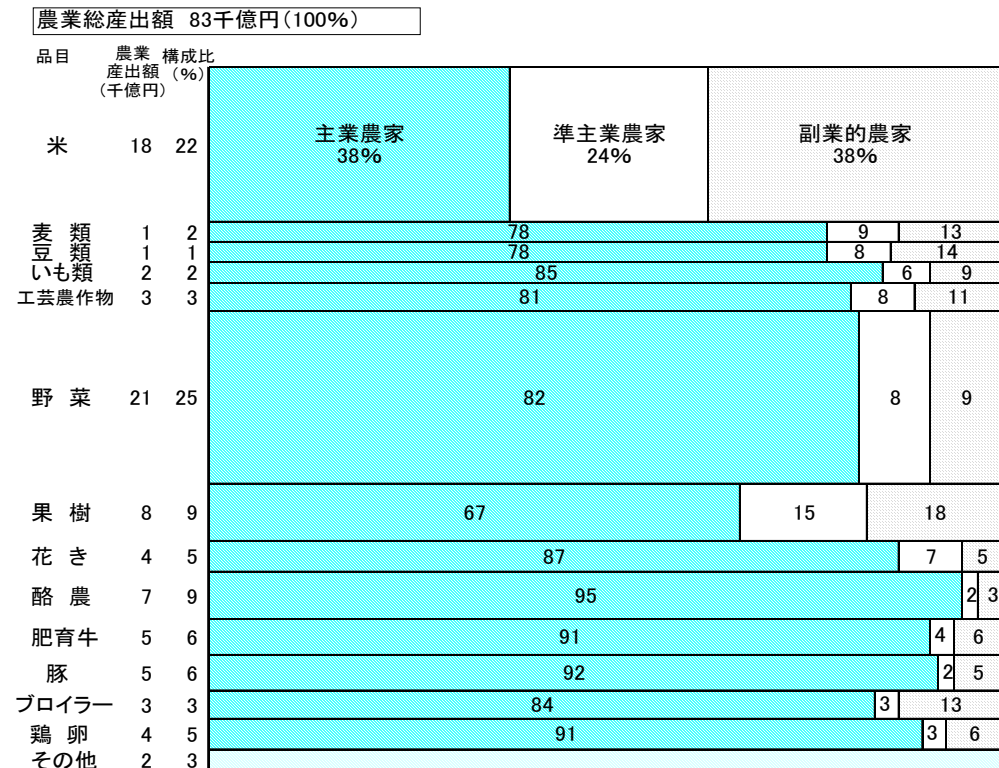 農業総産出額 83千億円(100%)
品目 農業産出額(千億円) 構成比(%)
主業農家 38% 準主業農家 24% 副業的農家 38%
米 18 22
麦 類 1 2 78 9 13
豆 類 1 1 78 8 14
いも類 2 2 85 6 9
工芸農作物 3 3 81 8 11
野 菜 21 25 82 8 9
果 樹 8 9 67 15 18
花 き 4 5 87 7 5
酪 農 7 9 95 2 3
肥育牛 5 6 91 4 6
豚 5 6 92 2 5
ブロイラー 3 3 84 3 13
鶏 卵 4 5 91 3 6
その他 2 3